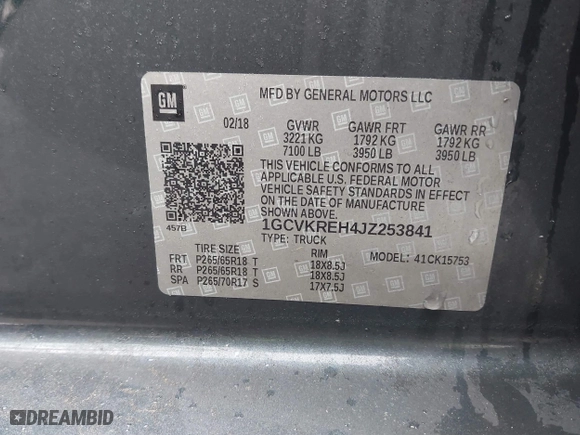 GM
MFD BY GENERAL MOTORS LLC
02/18 GVWR GAWR FRT GAWR RR
3221 KG 1792 KG 1792 KG
7100 LB 3950 LB 3950 LB
THIS VEHICLE CONFORMS TO ALL
APPLICABLE U.S. FEDERAL MOTOR
VEHICLE SAFETY STANDARDS IN EFFECT
ON THE DATE OF MANUFACTURE
SHOWN ABOVE.
457B 1GCVKREH4JZ253841
TYPE: TRUCK
TIRE SIZE RIM MODEL: 41CK15753
FRT P265/65R18 T 18X8.5J
RR P265/65R18 T 18X8.5J
SPA P265/70R17 S 17X7.5J
DREAMBID